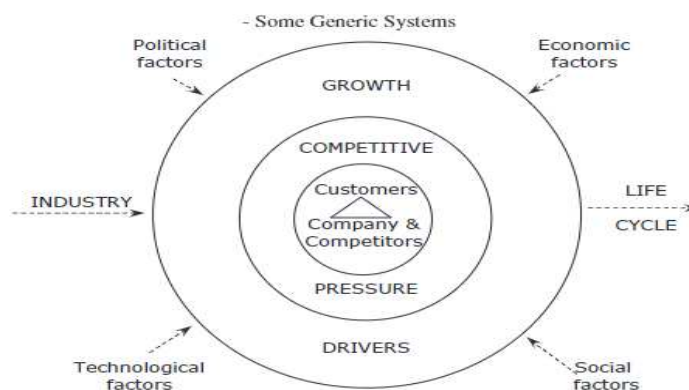 - Some Generic Systems
Political
factors
Economic
factors
GROWTH
COMPETITIVE
Customers
INDUSTRY
LIFE
CYCLE
Company &
Competitors
PRESSURE
DRIVERS
Technological
factors
Social
factors